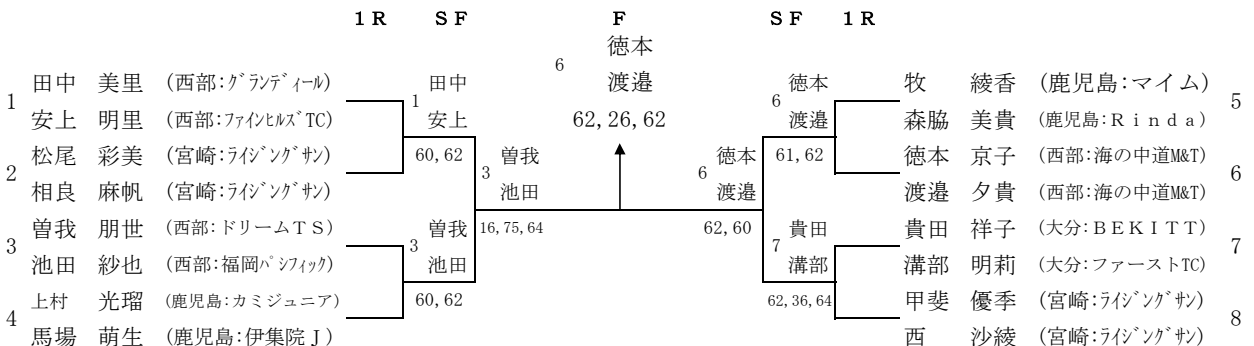 1R SF F SF 1R
徳本
6
渡邉
62,26,62
田中 美里 (西部:グランディール)
1
安上 明里 (西部:ファインヒルズTC)
松尾 彩美 (宮崎:ライジングサン)
2
相良 麻帆 (宮崎:ライジングサン)
曽我 朋世 (西部:ドリームTS)
3
池田 紗也 (西部:福岡パシフィック)
上村 光瑠 (鹿児島:カミジュニア)
4
馬場 萌生 (鹿児島:伊集院J)
田中
1
安上
60,62
曽我
3
池田
60,62
曽我
3
池田
16,75,64
徳本
6
渡邉
62,60
徳本
6
渡邉
61,62
貴田
7
溝部
62,36,64
牧 綾香 (鹿児島:マイム)
5
森脇 美貴 (鹿児島:Rinda)
徳本 京子 (西部:海の中道M&T)
6
渡邉 夕貴 (西部:海の中道M&T)
貴田 祥子 (大分:BEKITT)
7
溝部 明莉 (大分:ファーストTC)
甲斐 優季 (宮崎:ライジングサン)
8
西 沙綾 (宮崎:ライジングサン)